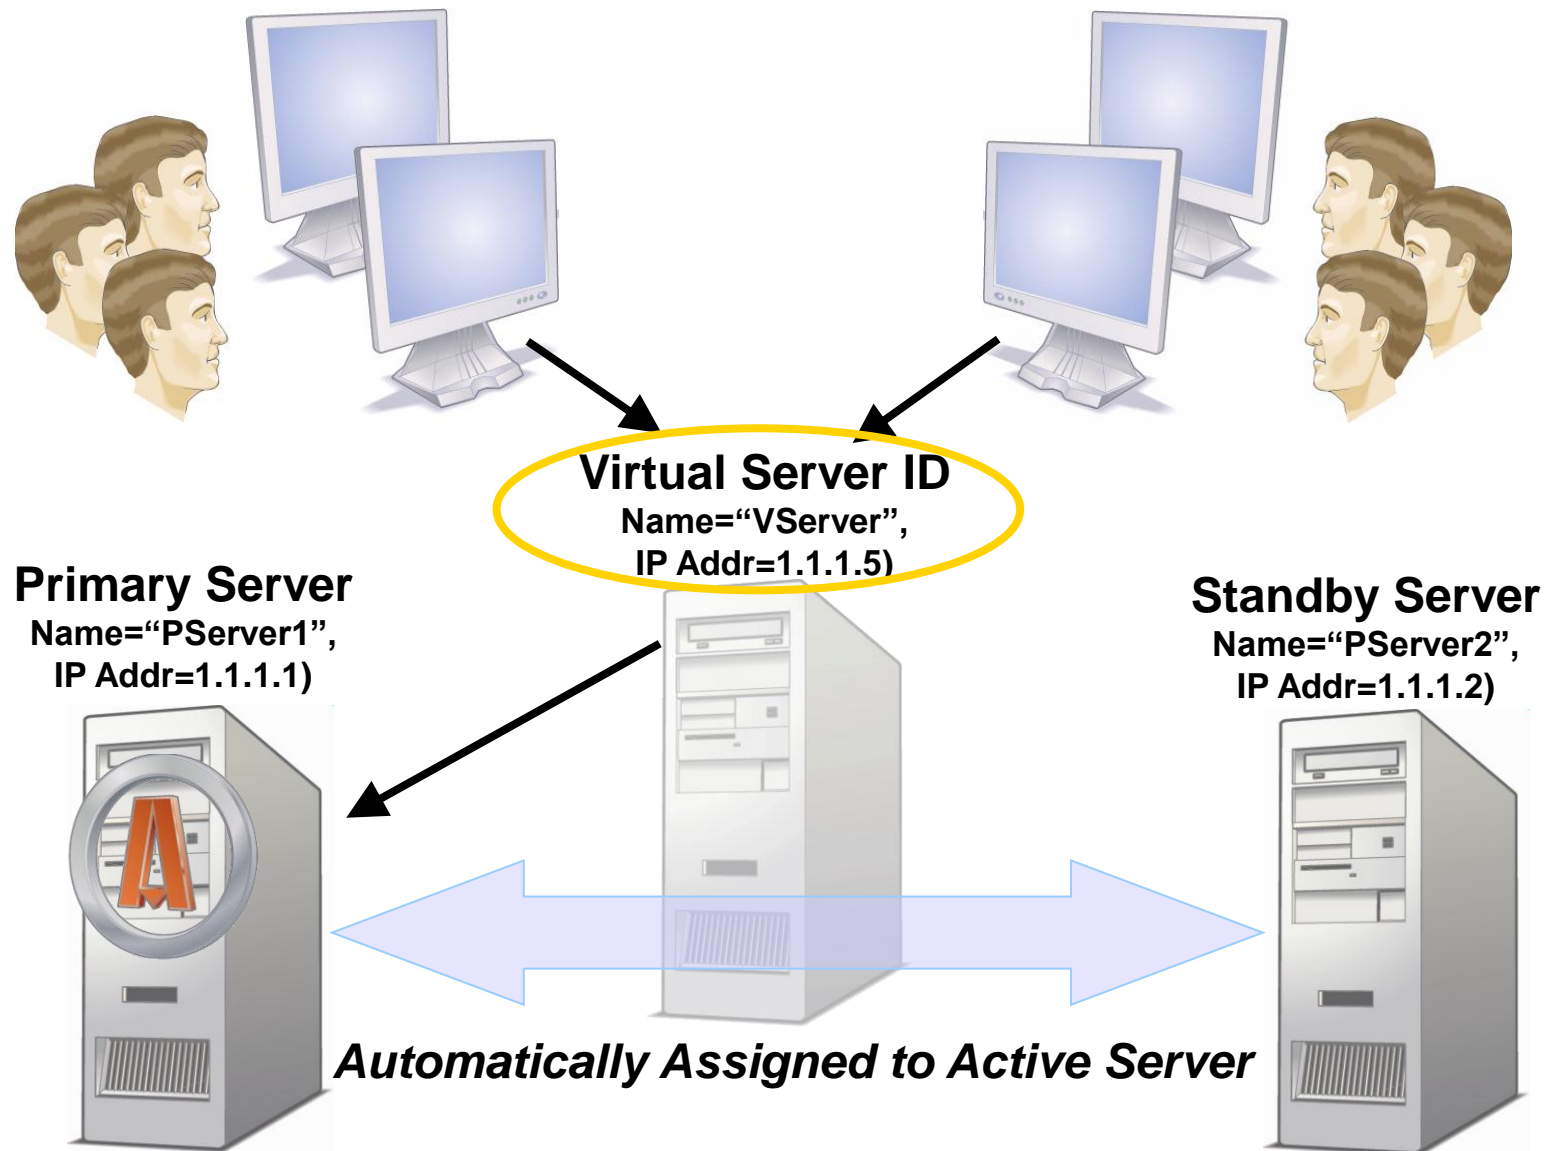 Virtual Server ID
Name=“VServer”,
IP Addr=1.1.1.5)
Primary Server
Name=“PServer1”,
IP Addr=1.1.1.1)
Standby Server
Name=“PServer2”,
IP Addr=1.1.1.2)
A
Automatically Assigned to Active Server